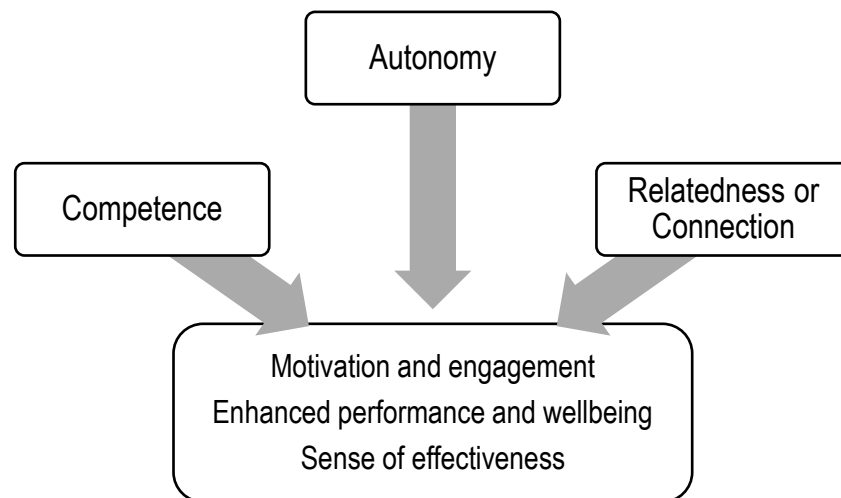 Autonomy
Competence
Relatedness or
Connection
Motivation and engagement
Enhanced performance and wellbeing
Sense of effectiveness